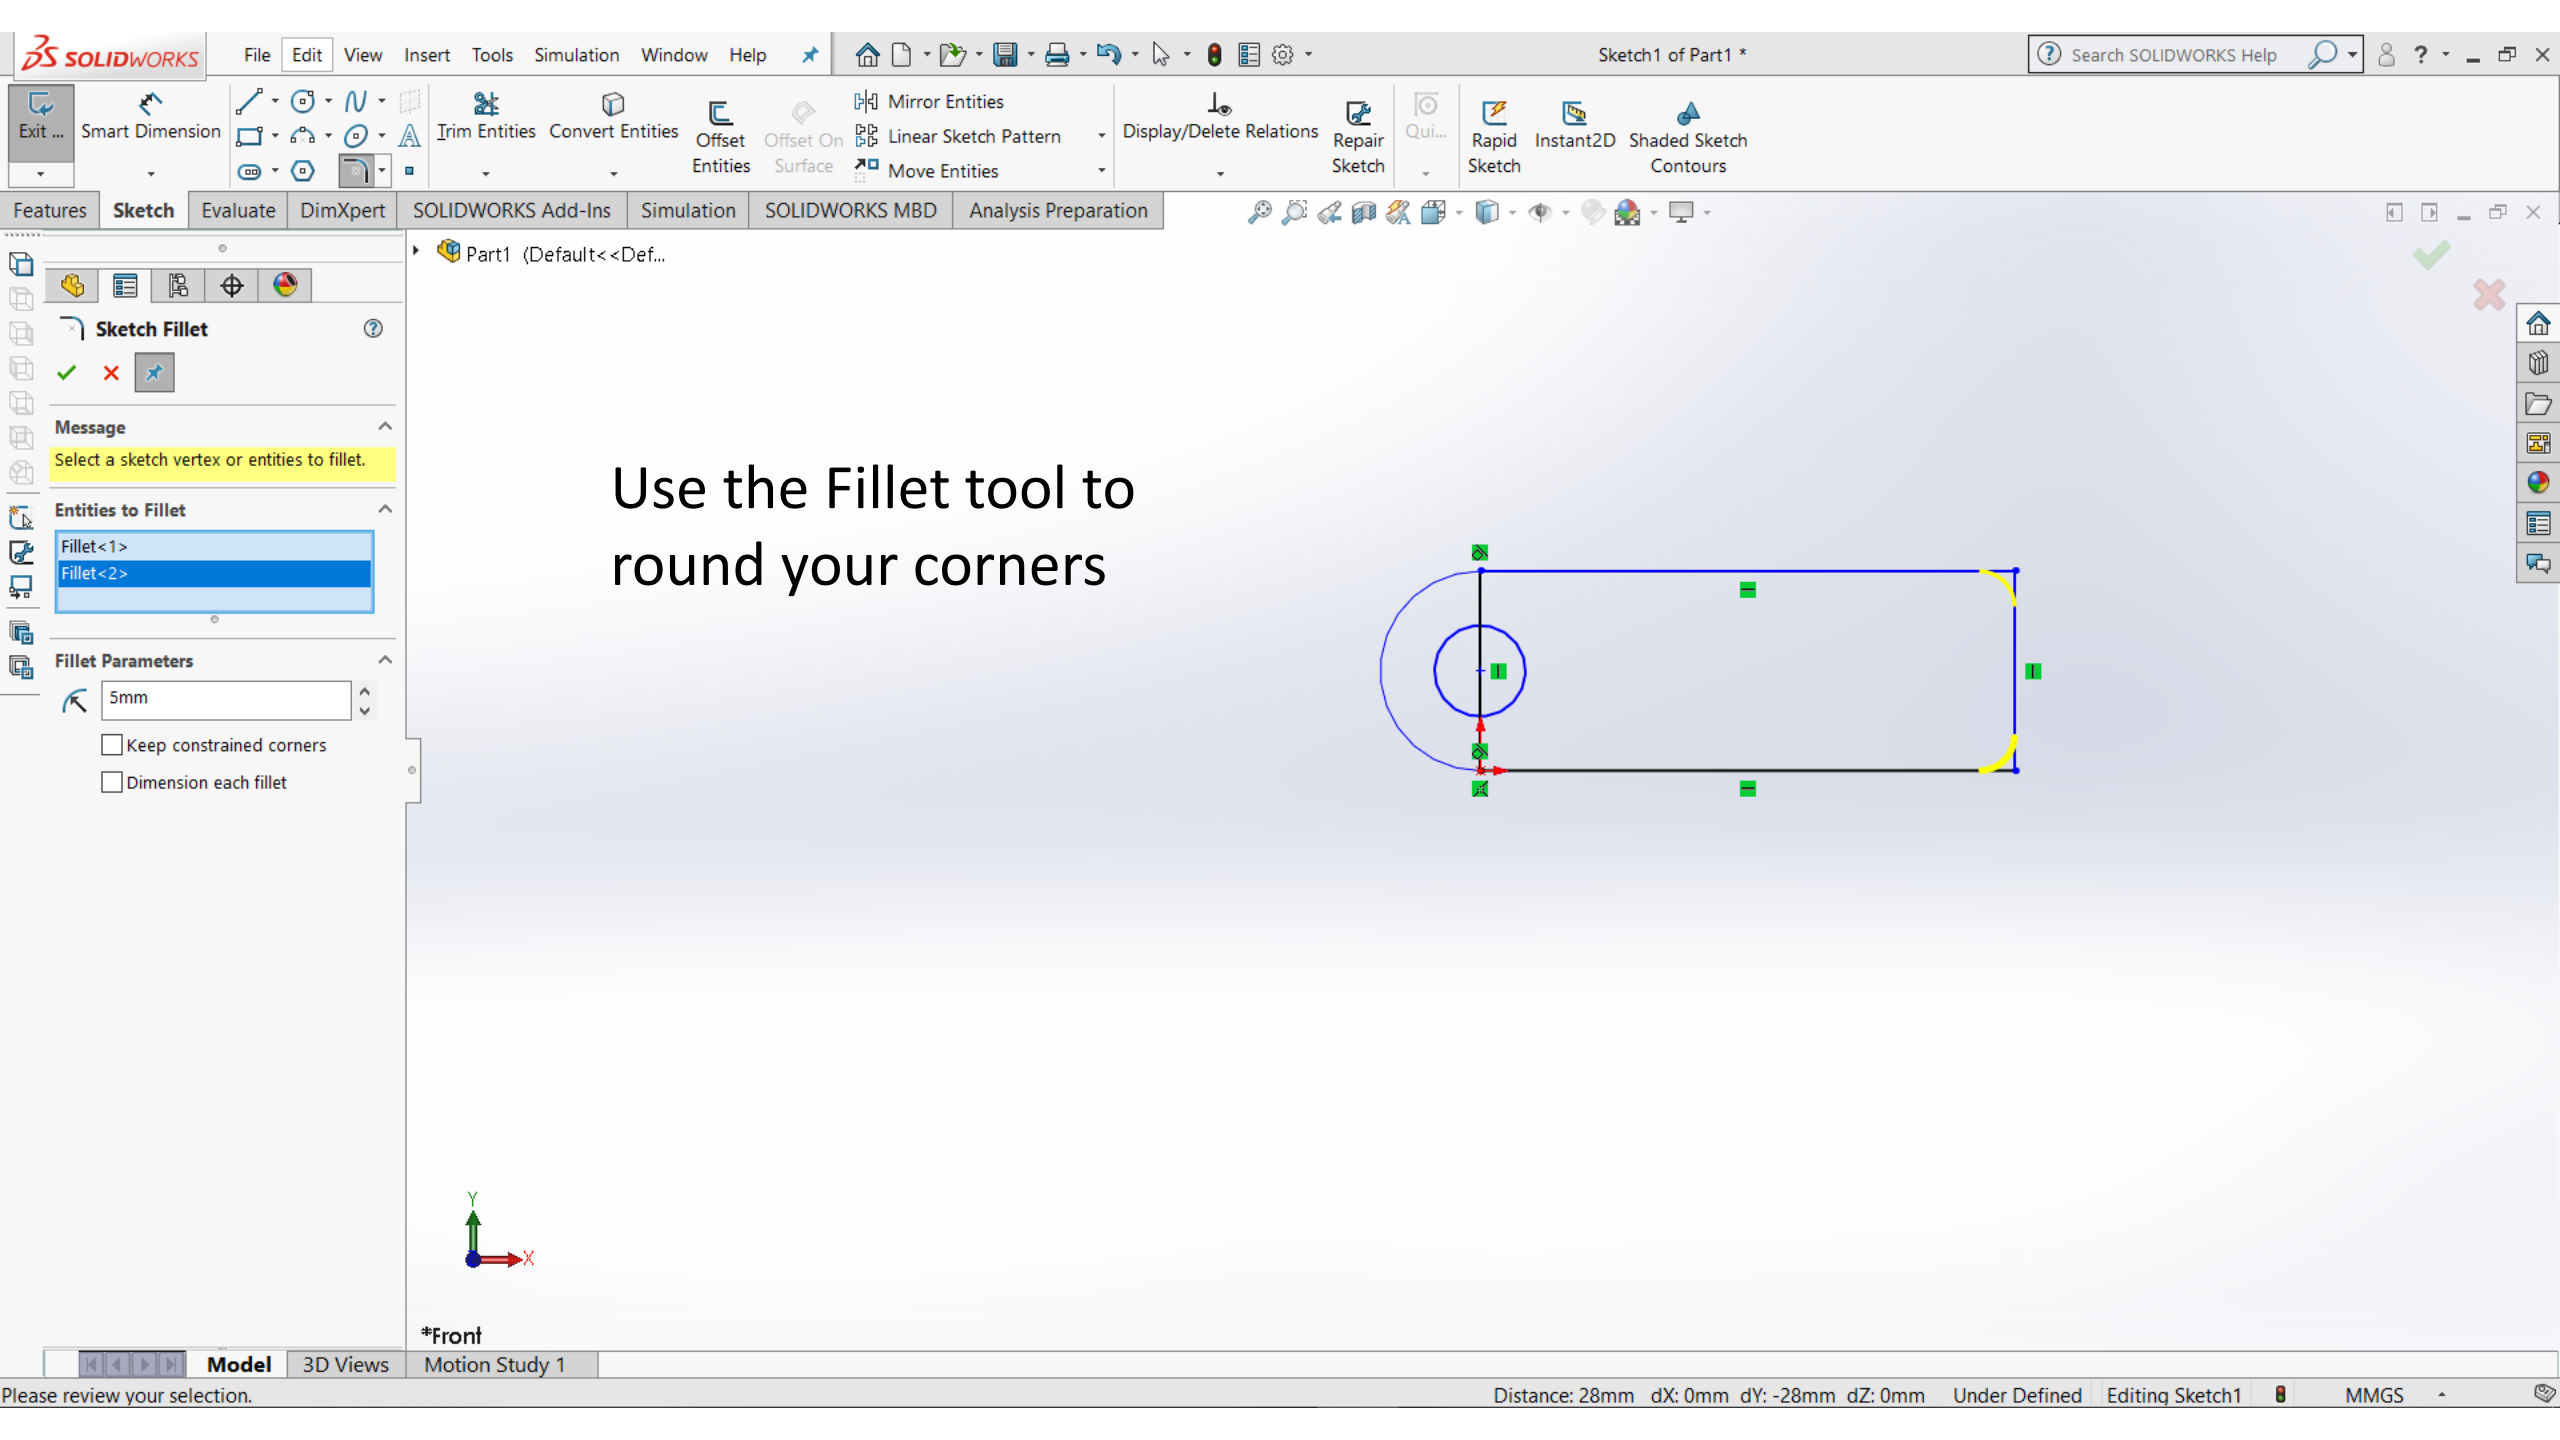 SOLIDWORKS File Edit View Insert Tools Simulation Window Help Sketch1 of Part1 * Search SOLIDWORKS Help ?
Exit ... Smart Dimension Trim Entities Convert Entities Offset Entities Offset On Surface Mirror Entities Linear Sketch Pattern Move Entities Display/Delete Relations Repair Sketch Qui... Rapid Sketch Instant2D Shaded Sketch Contours
Features Sketch Evaluate DimXpert SOLIDWORKS Add-Ins Simulation SOLIDWORKS MBD Analysis Preparation
Part1 (Default<<Def...
Sketch Fillet ?
Message
Select a sketch vertex or entities to fillet.
Entities to Fillet
Fillet<1>
Fillet<2>
Fillet Parameters
5mm
Keep constrained corners
Dimension each fillet
Use the Fillet tool to
round your corners
Y
X
*Front
Model 3D Views Motion Study 1
Please review your selection. Distance: 28mm dX: 0mm dY: -28mm dZ: 0mm Under Defined Editing Sketch1 MMGS